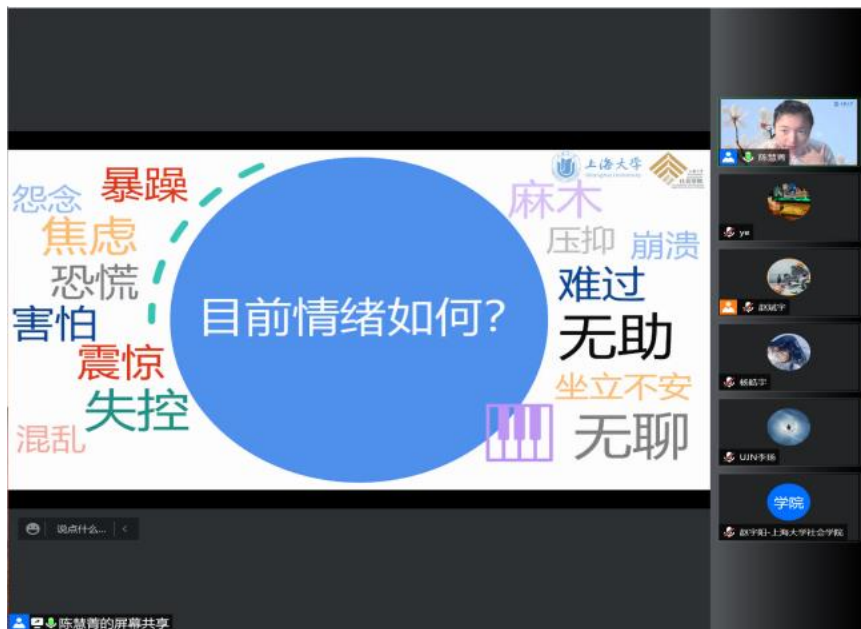 上海大学
Shanghai University
怨念
暴躁
焦虑
恐慌
害怕
震惊
失控
混乱
目前情绪如何?
麻木
压抑
崩溃
难过
无助
坐立不安
无聊
陈慧菁
ye
赵斌宇
杨皓宇
UJN李扬
学院
赵宇阳-上海大学社会学院
说点什么...
陈慧菁的屏幕共享